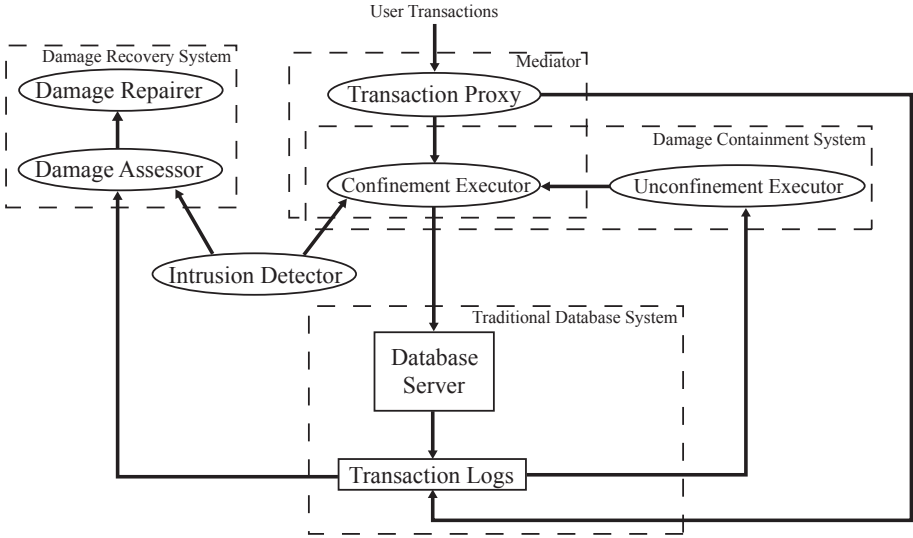 User Transactions
Damage Recovery System
Mediator
Damage Repairer
Transaction Proxy
Damage Containment System
Damage Assessor
Confinement Executor
Unconfinement Executor
Intrusion Detector
Traditional Database System
Database
Server
Transaction Logs